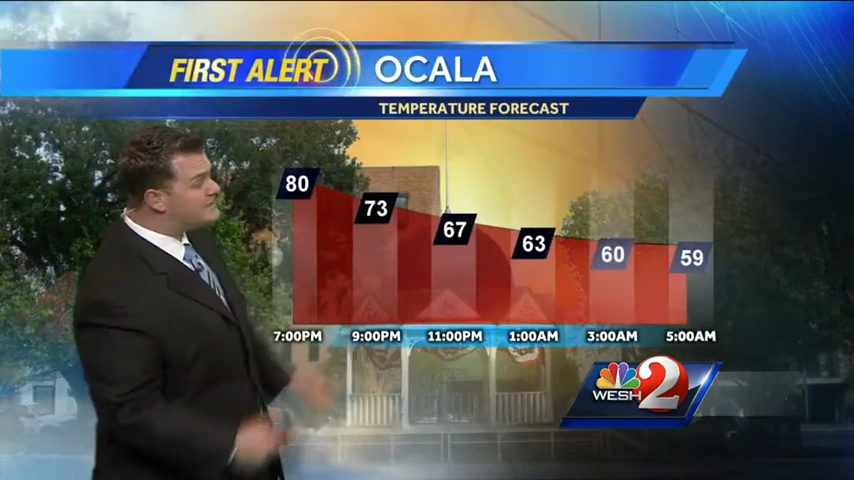 FIRST ALERT OCALA
TEMPERATURE FORECAST
80 73 67 63 60 59
7:00PM 9:00PM 11:00PM 1:00AM 3:00AM 5:00AM
WESH 2